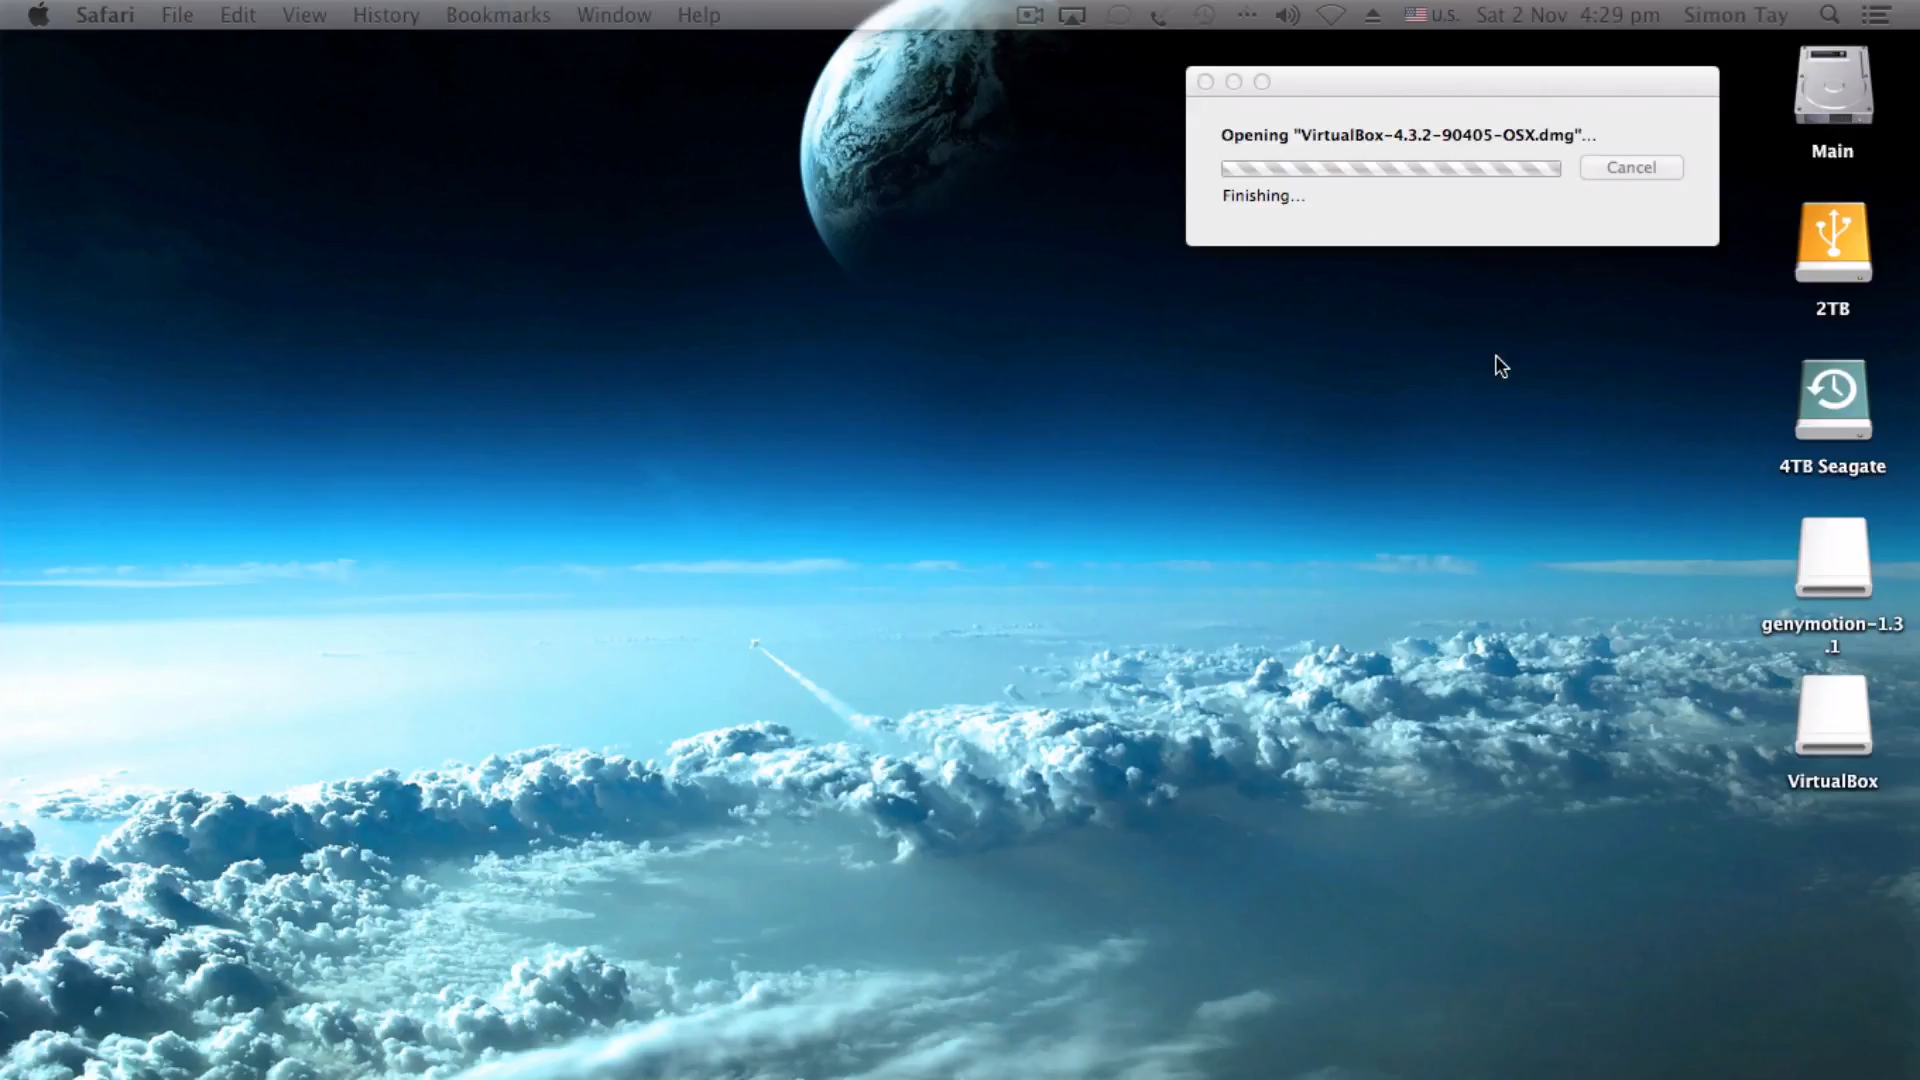 Safari File Edit View History Bookmarks Window Help U.S. Sat 2 Nov 4:29 pm Simon Tay
Opening "VirtualBox-4.3.2-90405-OSX.dmg"...
Cancel
Finishing...
Main
2TB
4TB Seagate
genymotion-1.3
.1
VirtualBox